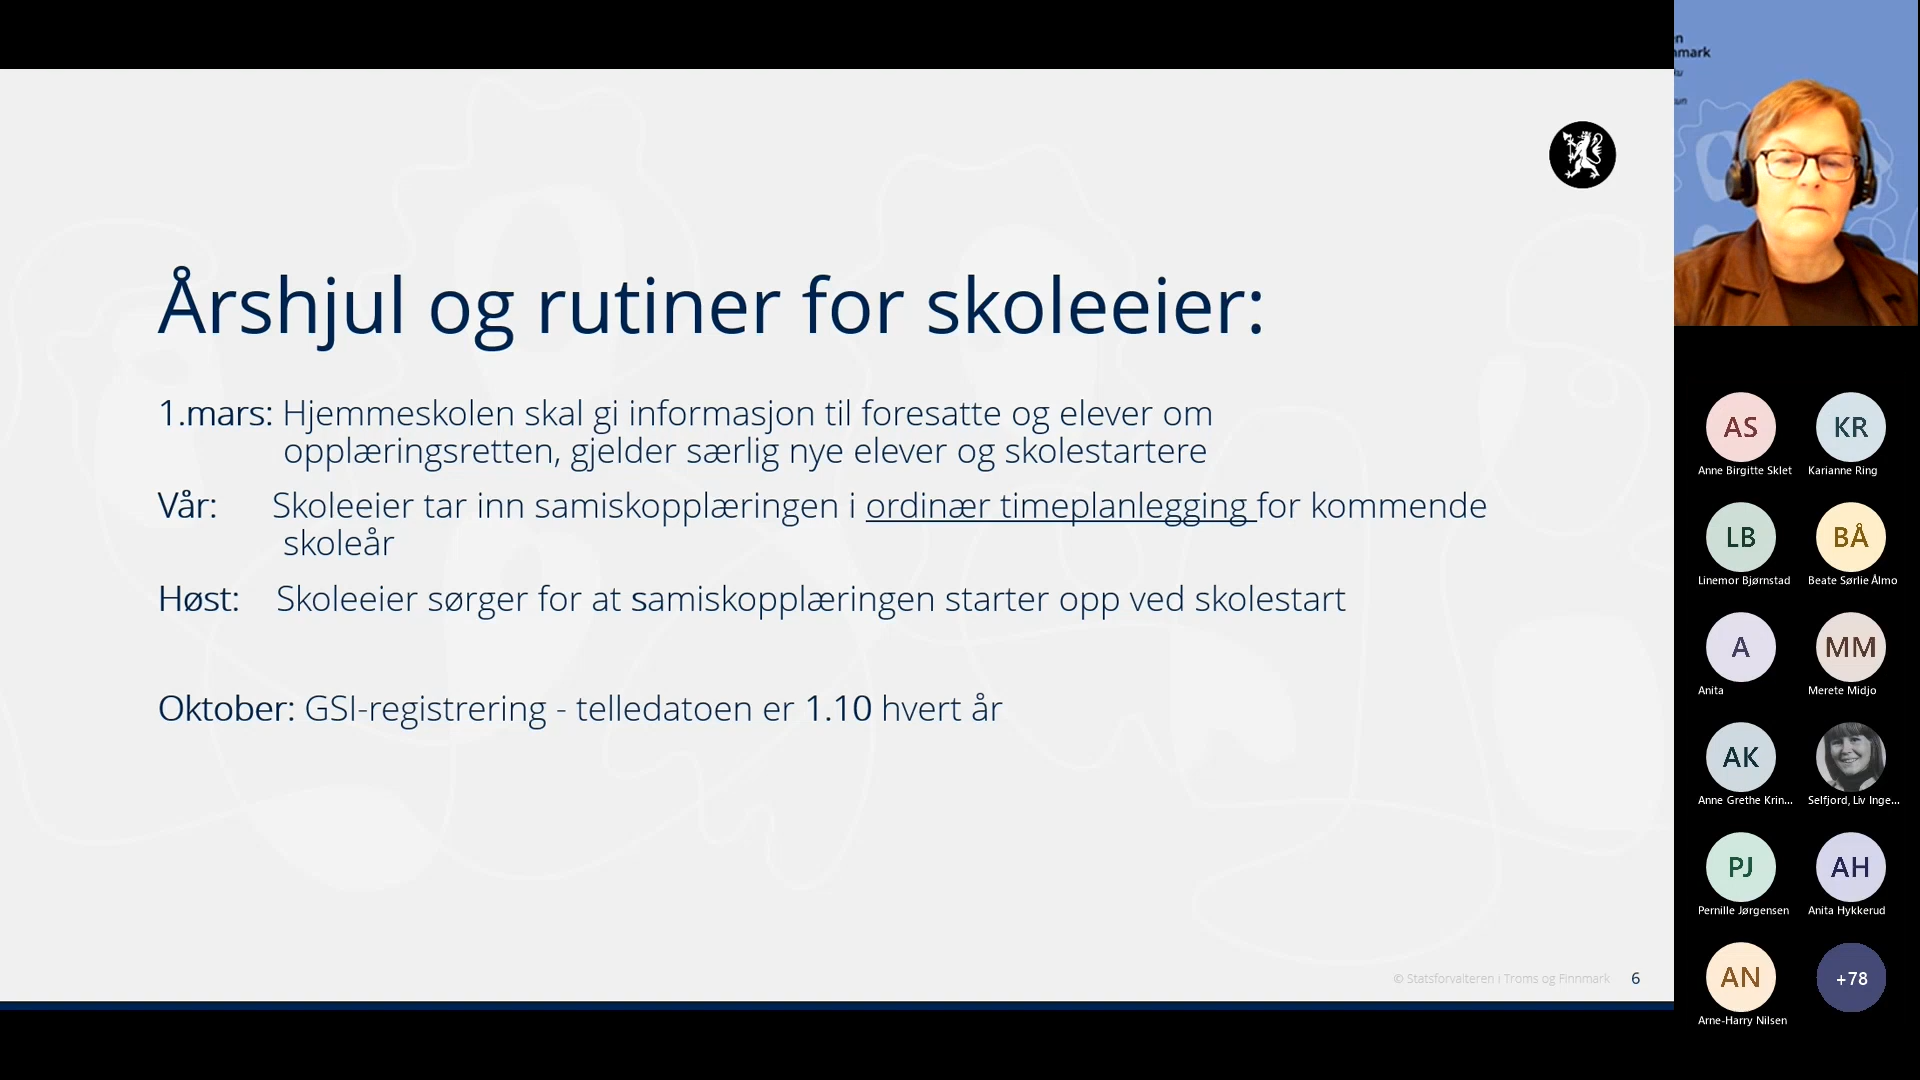 Årshjul og rutiner for skoleeier:
1.mars: Hjemmeskolen skal gi informasjon til foresatte og elever om
opplæringsretten, gjelder særlig nye elever og skolestartere
Vår: Skoleeier tar inn samiskopplæringen i ordinær timeplanlegging for kommende
skoleår
Høst: Skoleeier sørger for at samiskopplæringen starter opp ved skolestart
Oktober: GSI-registrering - telledatoen er 1.10 hvert år
© Statsforvalteren i Troms og Finnmark 6
AS KR
Anne Birgitte Sklet Karianne Ring
LB BÅ
Linemor Bjørnstad Beate Sørlie Ålmo
A MM
Anita Merete Midjo
AK
Anne Grethe Krin... Selfjord, Liv Inge...
PJ AH
Pernille Jørgensen Anita Hykkerud
AN +78
Arne-Harry Nilsen